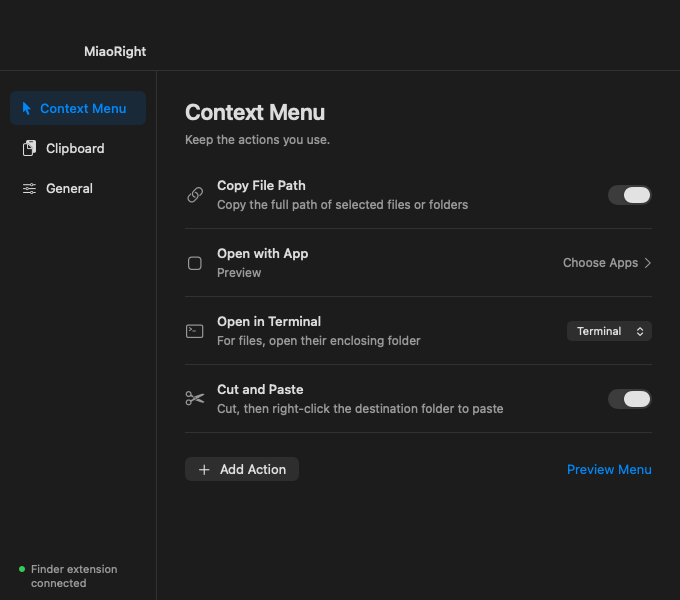 MiaoRight
Context Menu
Clipboard
General
Finder extension
connected
Context Menu
Keep the actions you use.
Copy File Path
Copy the full path of selected files or folders
Open with App
Preview
Choose Apps
Open in Terminal
For files, open their enclosing folder
Terminal
Cut and Paste
Cut, then right-click the destination folder to paste
Add Action
Preview Menu